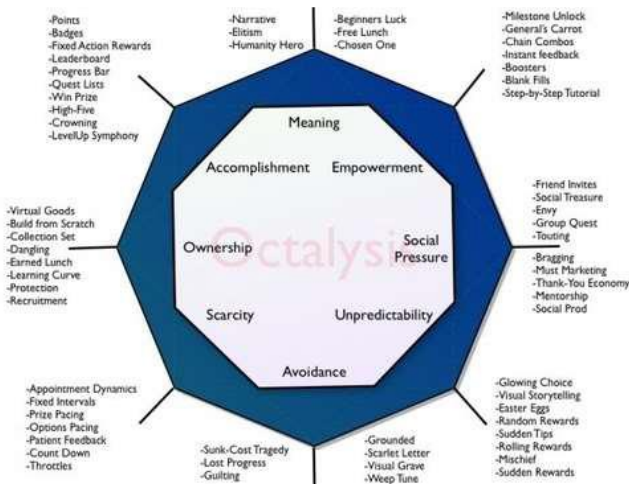 -Points
-Badges
-Fixed Action Rewards
-Leaderboard
-Progress Bar
-Quest Lists
-Win Prize
-High-Five
-Crowning
-LevelUp Symphony
-Narrative
-Elitism
-Humanity Hero
-Beginners Luck
-Free Lunch
-Chosen One
-Milestone Unlock
-General's Carrot
-Chain Combos
-Instant feedback
-Boosters
-Blank Fills
-Step-by-Step Tutorial
Meaning
Accomplishment
Empowerment
Ownership
Octalysis
Social
Pressure
Scarcity
Unpredictability
Avoidance
-Virtual Goods
-Build from Scratch
-Collection Set
-Dangling
-Earned Lunch
-Learning Curve
-Protection
-Recruitment
-Friend Invites
-Social Treasure
-Envy
-Group Quest
-Touting
-Bragging
-Must Marketing
-Thank-You Economy
-Mentorship
-Social Prod
-Appointment Dynamics
-Fixed Intervals
-Prize Pacing
-Options Pacing
-Patient Feedback
-Count Down
-Throttles
-Sunk-Cost Tragedy
-Lost Progress
-Guilting
-Grounded
-Scarlet Letter
-Visual Grave
-Weep Tune
-Glowing Choice
-Visual Storytelling
-Easter Eggs
-Random Rewards
-Sudden Tips
-Rolling Rewards
-Mischief
-Sudden Rewards